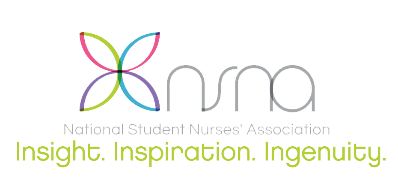 nsna
National Student Nurses' Association
Insight. Inspiration. Ingenuity.